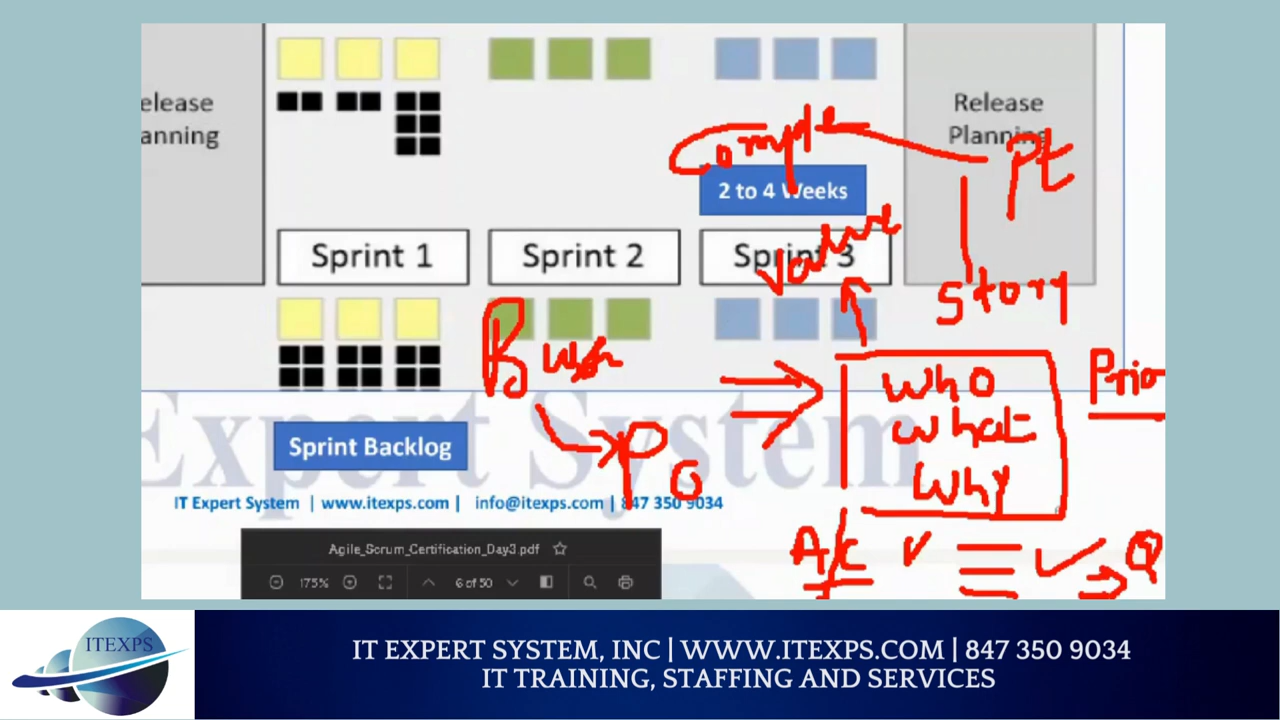 elease
anning
Release
Planning
Comple
Pt
2 to 4 Weeks
Value
Sprint 1
Sprint 2
Sprint 3
Story
WHO
What
Why
Prio
PO
Expert System
Sprint Backlog
IT Expert System | www.itexps.com | info@itexps.com | 847 350 9034
A/C
Q
Agile_Scrum_Certification_Day3.pdf
175%
6 of 50
ITEXPS
IT EXPERT SYSTEM, INC | WWW.ITEXPS.COM | 847 350 9034
IT TRAINING, STAFFING AND SERVICES